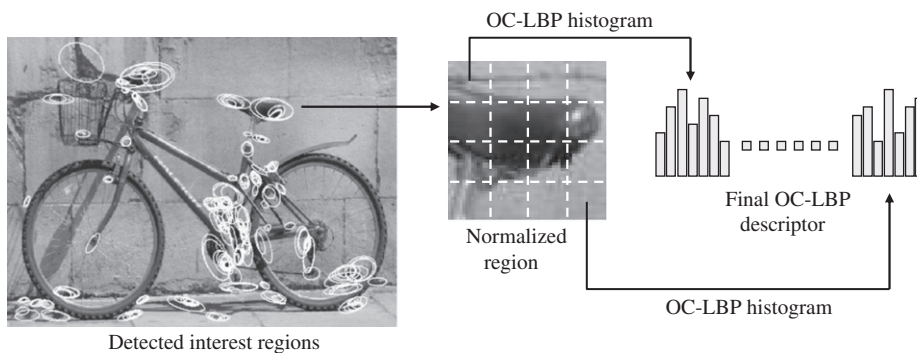 OC-LBP histogram
Normalized
region
Final OC-LBP
descriptor
OC-LBP histogram
Detected interest regions